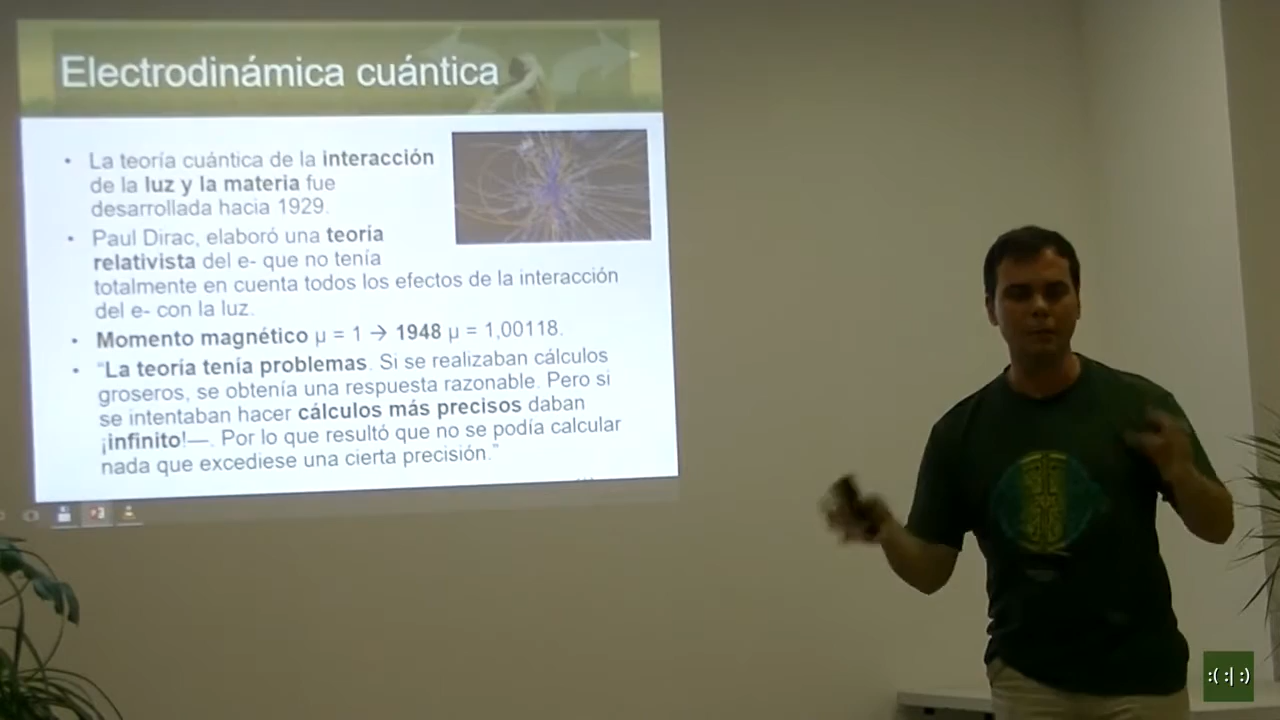 Electrodinámica cuántica
• La teoría cuántica de la interacción
de la luz y la materia fue
desarrollada hacia 1929.
• Paul Dirac, elaboró una teoría
relativista del e- que no tenía
totalmente en cuenta todos los efectos de la interacción
del e- con la luz.
• Momento magnético μ = 1 → 1948 μ = 1,00118.
• “La teoría tenía problemas. Si se realizaban cálculos
groseros, se obtenía una respuesta razonable. Pero si
se intentaban hacer cálculos más precisos daban
¡infinito!—. Por lo que resultó que no se podía calcular
nada que excediese una cierta precisión.”
:( :| :)